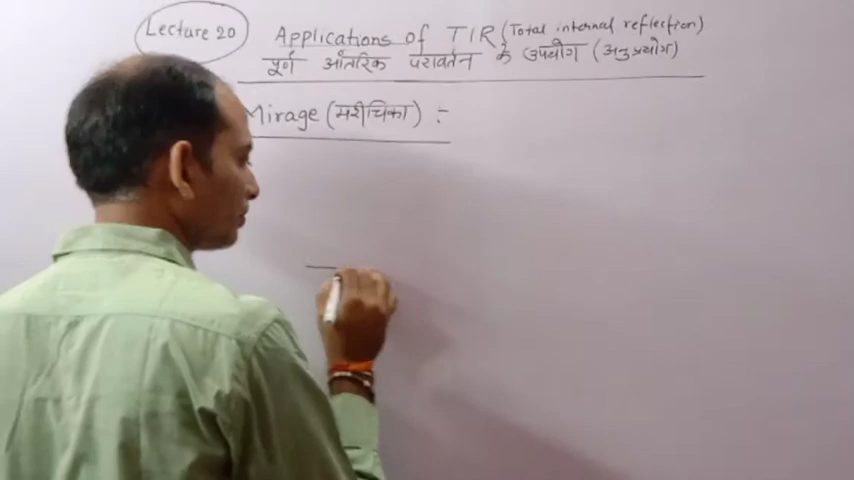 Lecture 20
Applications of TIR (Total internal reflection)
पूर्ण आंतरिक परावर्तन के उपयोग (अनुप्रयोग)
Mirage (मरीचिका) :-